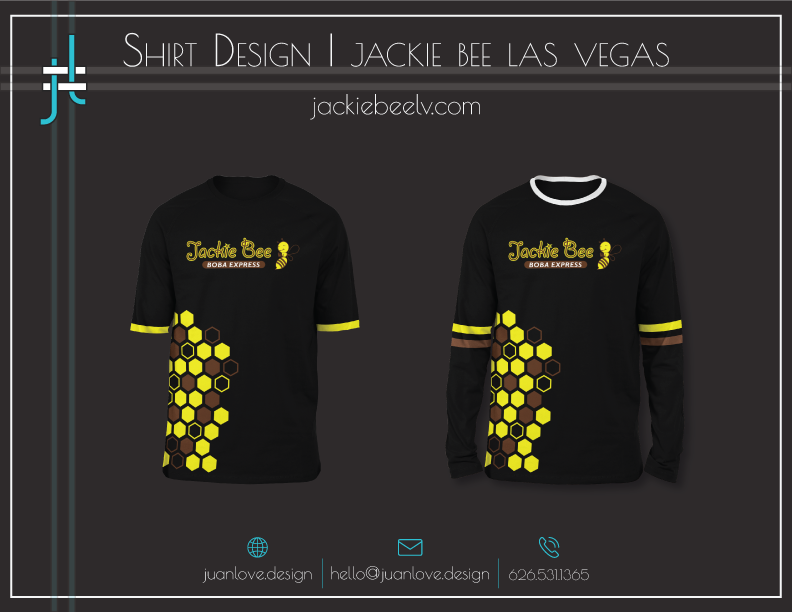 SHIRT DESIGN | JACKIE BEE LAS VEGAS
jackiebeelv.com
Jackie Bee
BOBA EXPRESS
Jackie Bee
BOBA EXPRESS
juanlove.design | hello@juanlove.design | 626.531.1365